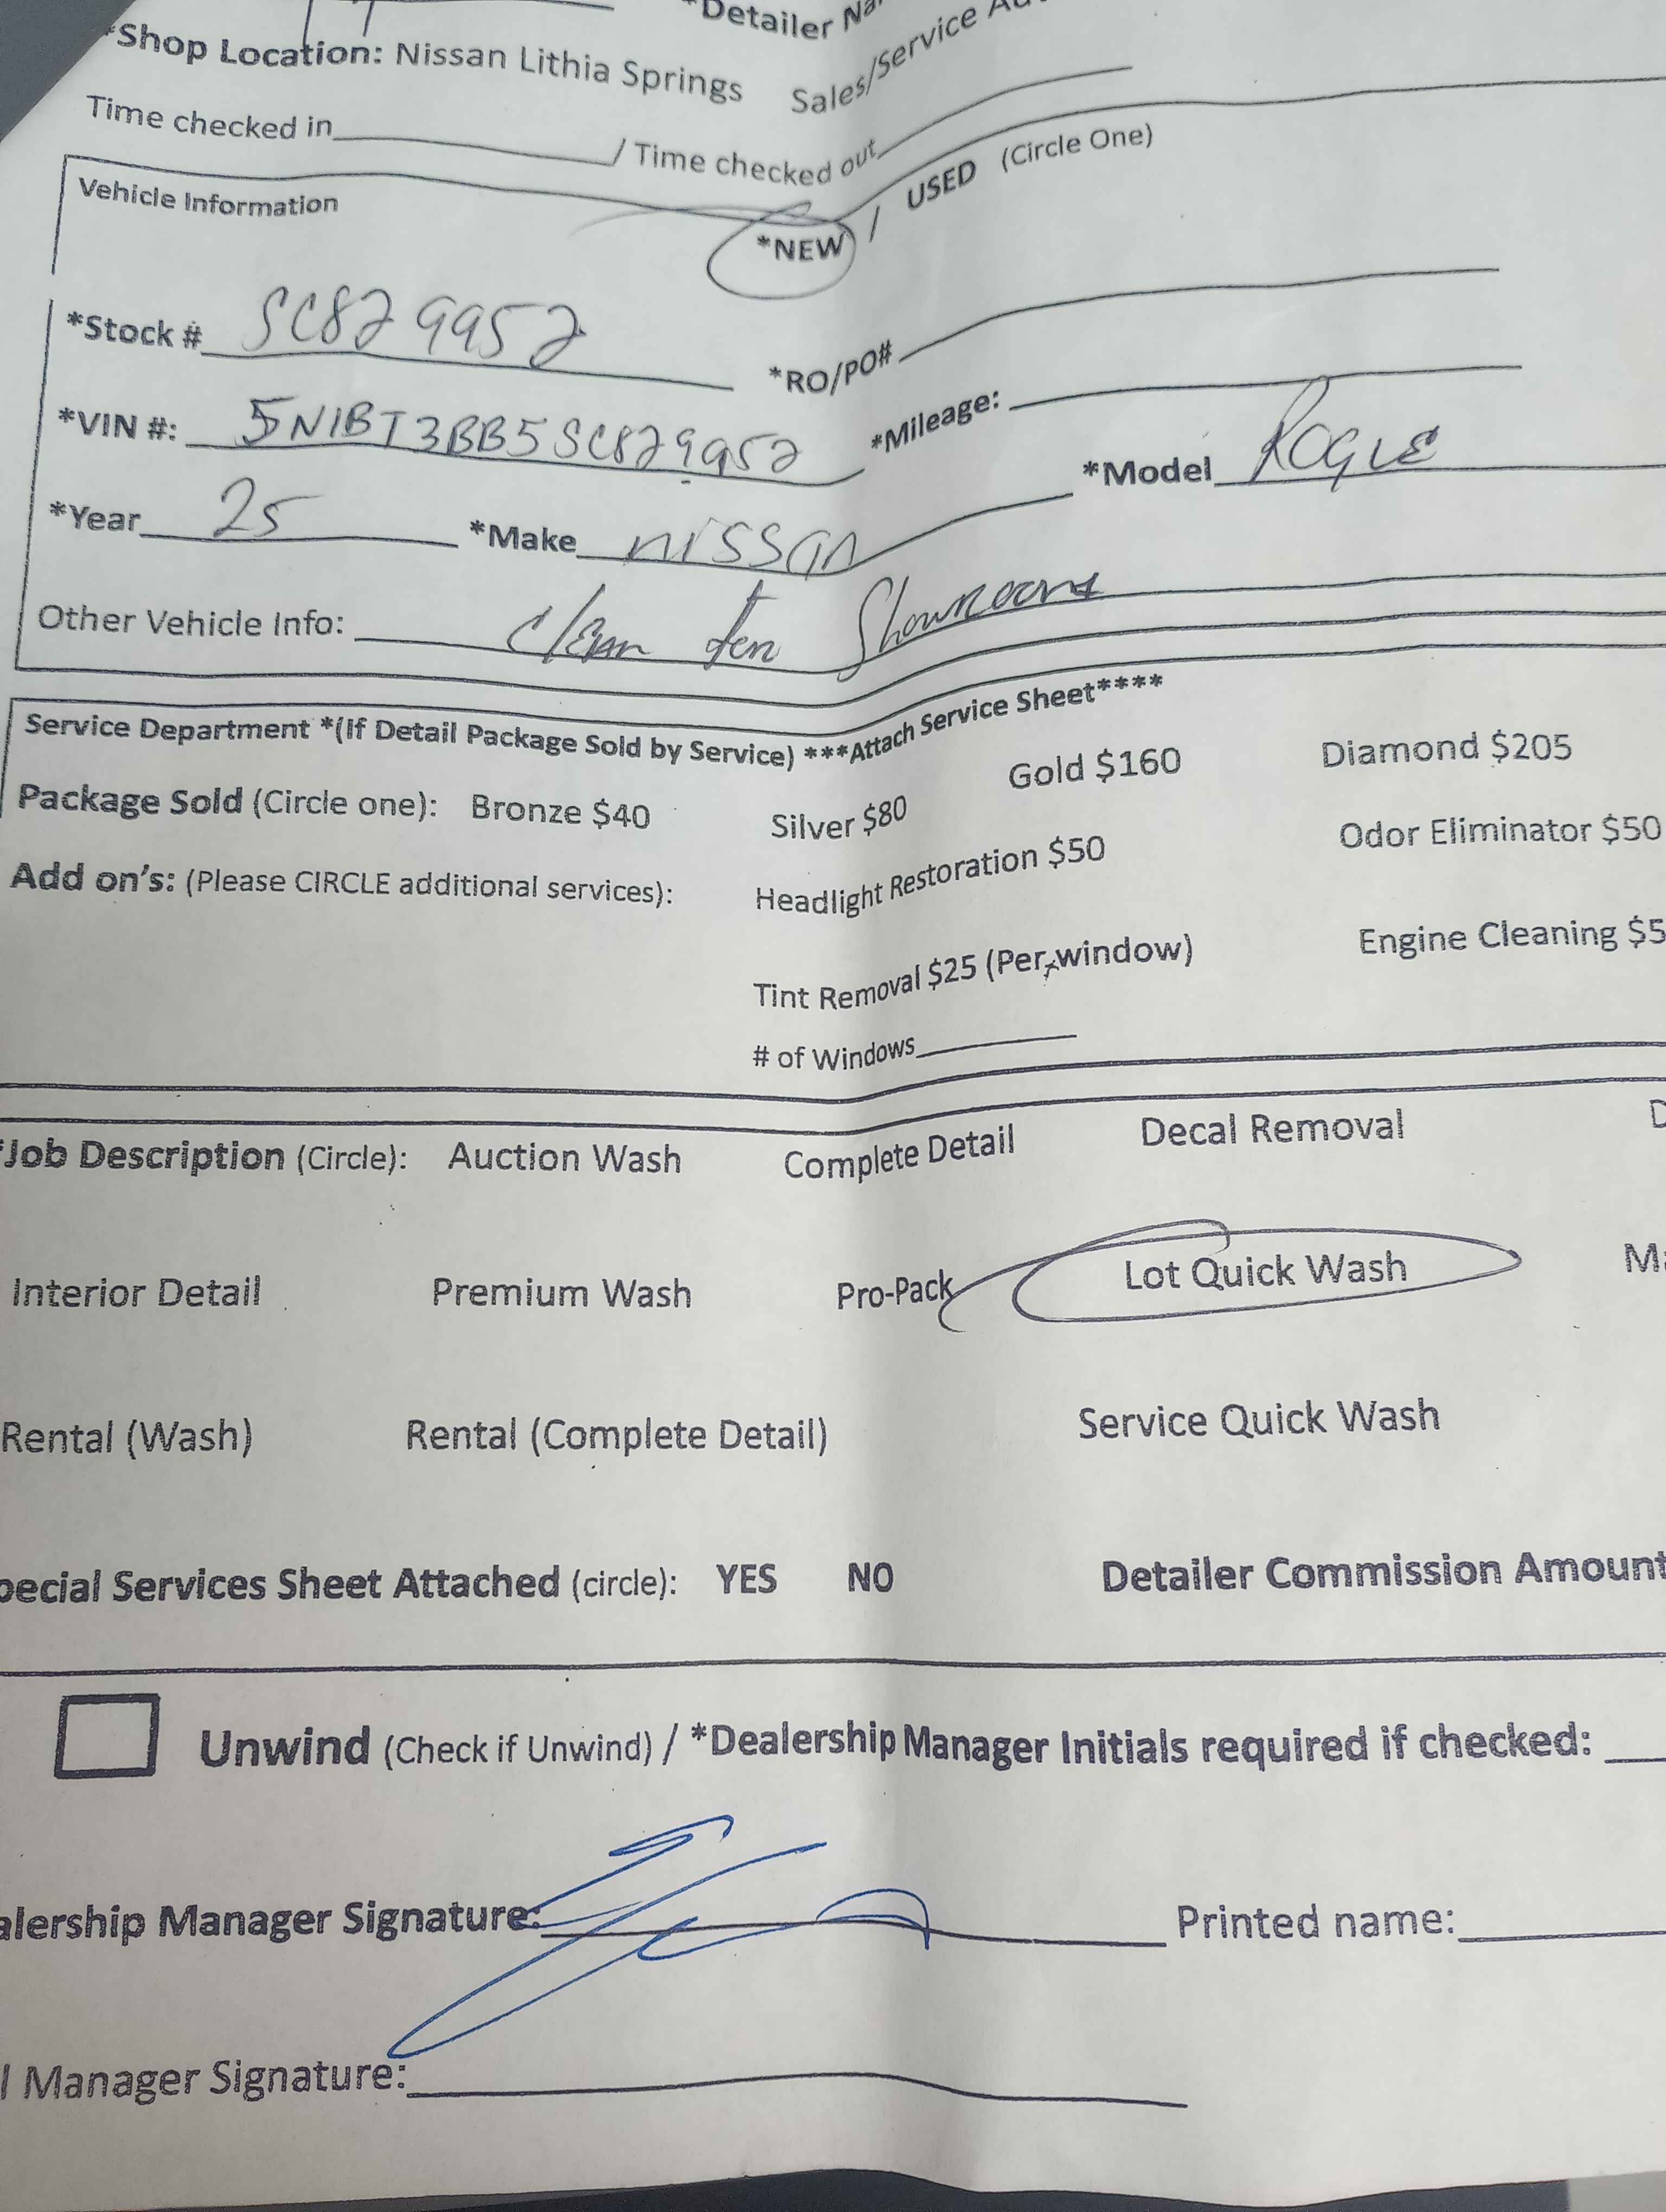 *Detailer Na
*Shop Location: Nissan Lithia Springs Sales/Service A
Time checked in / Time checked out
Vehicle Information *NEW / USED (Circle One)
*Stock # SC829952 *RO/PO#
*VIN #: 5N1BT3BB5SC829952 *Mileage:
*Year 25 *Make nissan *Model ROGUE
Other Vehicle Info: Clean for Showroom
Service Department *(If Detail Package Sold by Service) ***Attach Service Sheet****
Package Sold (Circle one): Bronze $40 Silver $80 Gold $160 Diamond $205
Add on's: (Please CIRCLE additional services): Headlight Restoration $50 Odor Eliminator $50
Tint Removal $25 (Per window) Engine Cleaning $5
# of Windows
*Job Description (Circle): Auction Wash Complete Detail Decal Removal D
Interior Detail Premium Wash Pro-Pack Lot Quick Wash Ma
Rental (Wash) Rental (Complete Detail) Service Quick Wash
pecial Services Sheet Attached (circle): YES NO Detailer Commission Amount
Unwind (Check if Unwind) / *Dealership Manager Initials required if checked:
alership Manager Signature: Printed name:
l Manager Signature: